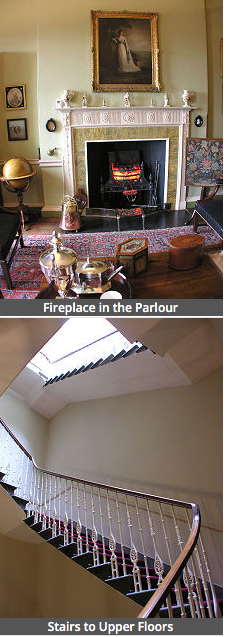 Fireplace in the Parlour
Stairs to Upper Floors